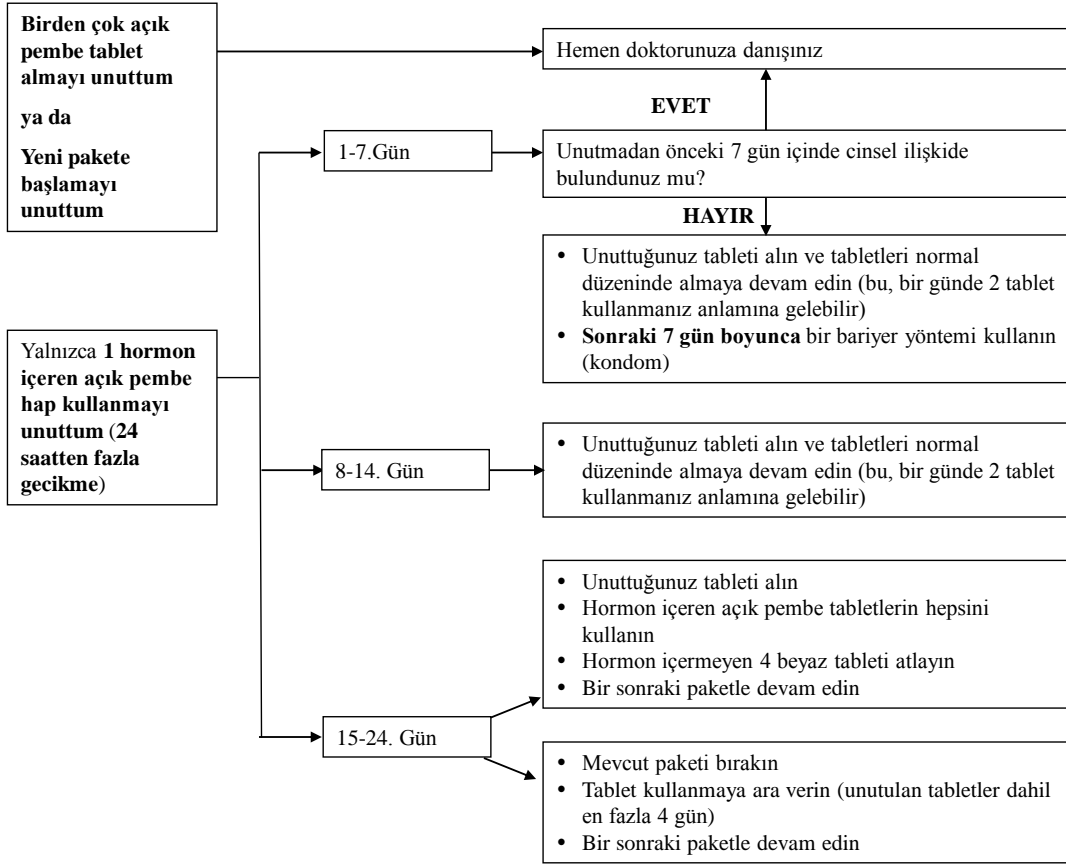 Birden çok açık
pembe tablet
almayı unuttum
ya da
Yeni pakete
başlamayı
unuttum
Hemen doktorunuza danışınız
EVET
1-7.Gün
Unutmadan önceki 7 gün içinde cinsel ilişkide
bulundunuz mu?
HAYIR
• Unuttuğunuz tableti alın ve tabletleri normal
düzeninde almaya devam edin (bu, bir günde 2 tablet
kullanmanız anlamına gelebilir)
• Sonraki 7 gün boyunca bir bariyer yöntemi kullanın
(kondom)
Yalnızca 1 hormon
içeren açık pembe
hap kullanmayı
unuttum (24
saatten fazla
gecikme)
8-14. Gün
• Unuttuğunuz tableti alın ve tabletleri normal
düzeninde almaya devam edin (bu, bir günde 2 tablet
kullanmanız anlamına gelebilir)
15-24. Gün
• Unuttuğunuz tableti alın
• Hormon içeren açık pembe tabletlerin hepsini
kullanın
• Hormon içermeyen 4 beyaz tableti atlayın
• Bir sonraki paketle devam edin
• Mevcut paketi bırakın
• Tablet kullanmaya ara verin (unutulan tabletler dahil
en fazla 4 gün)
• Bir sonraki paketle devam edin